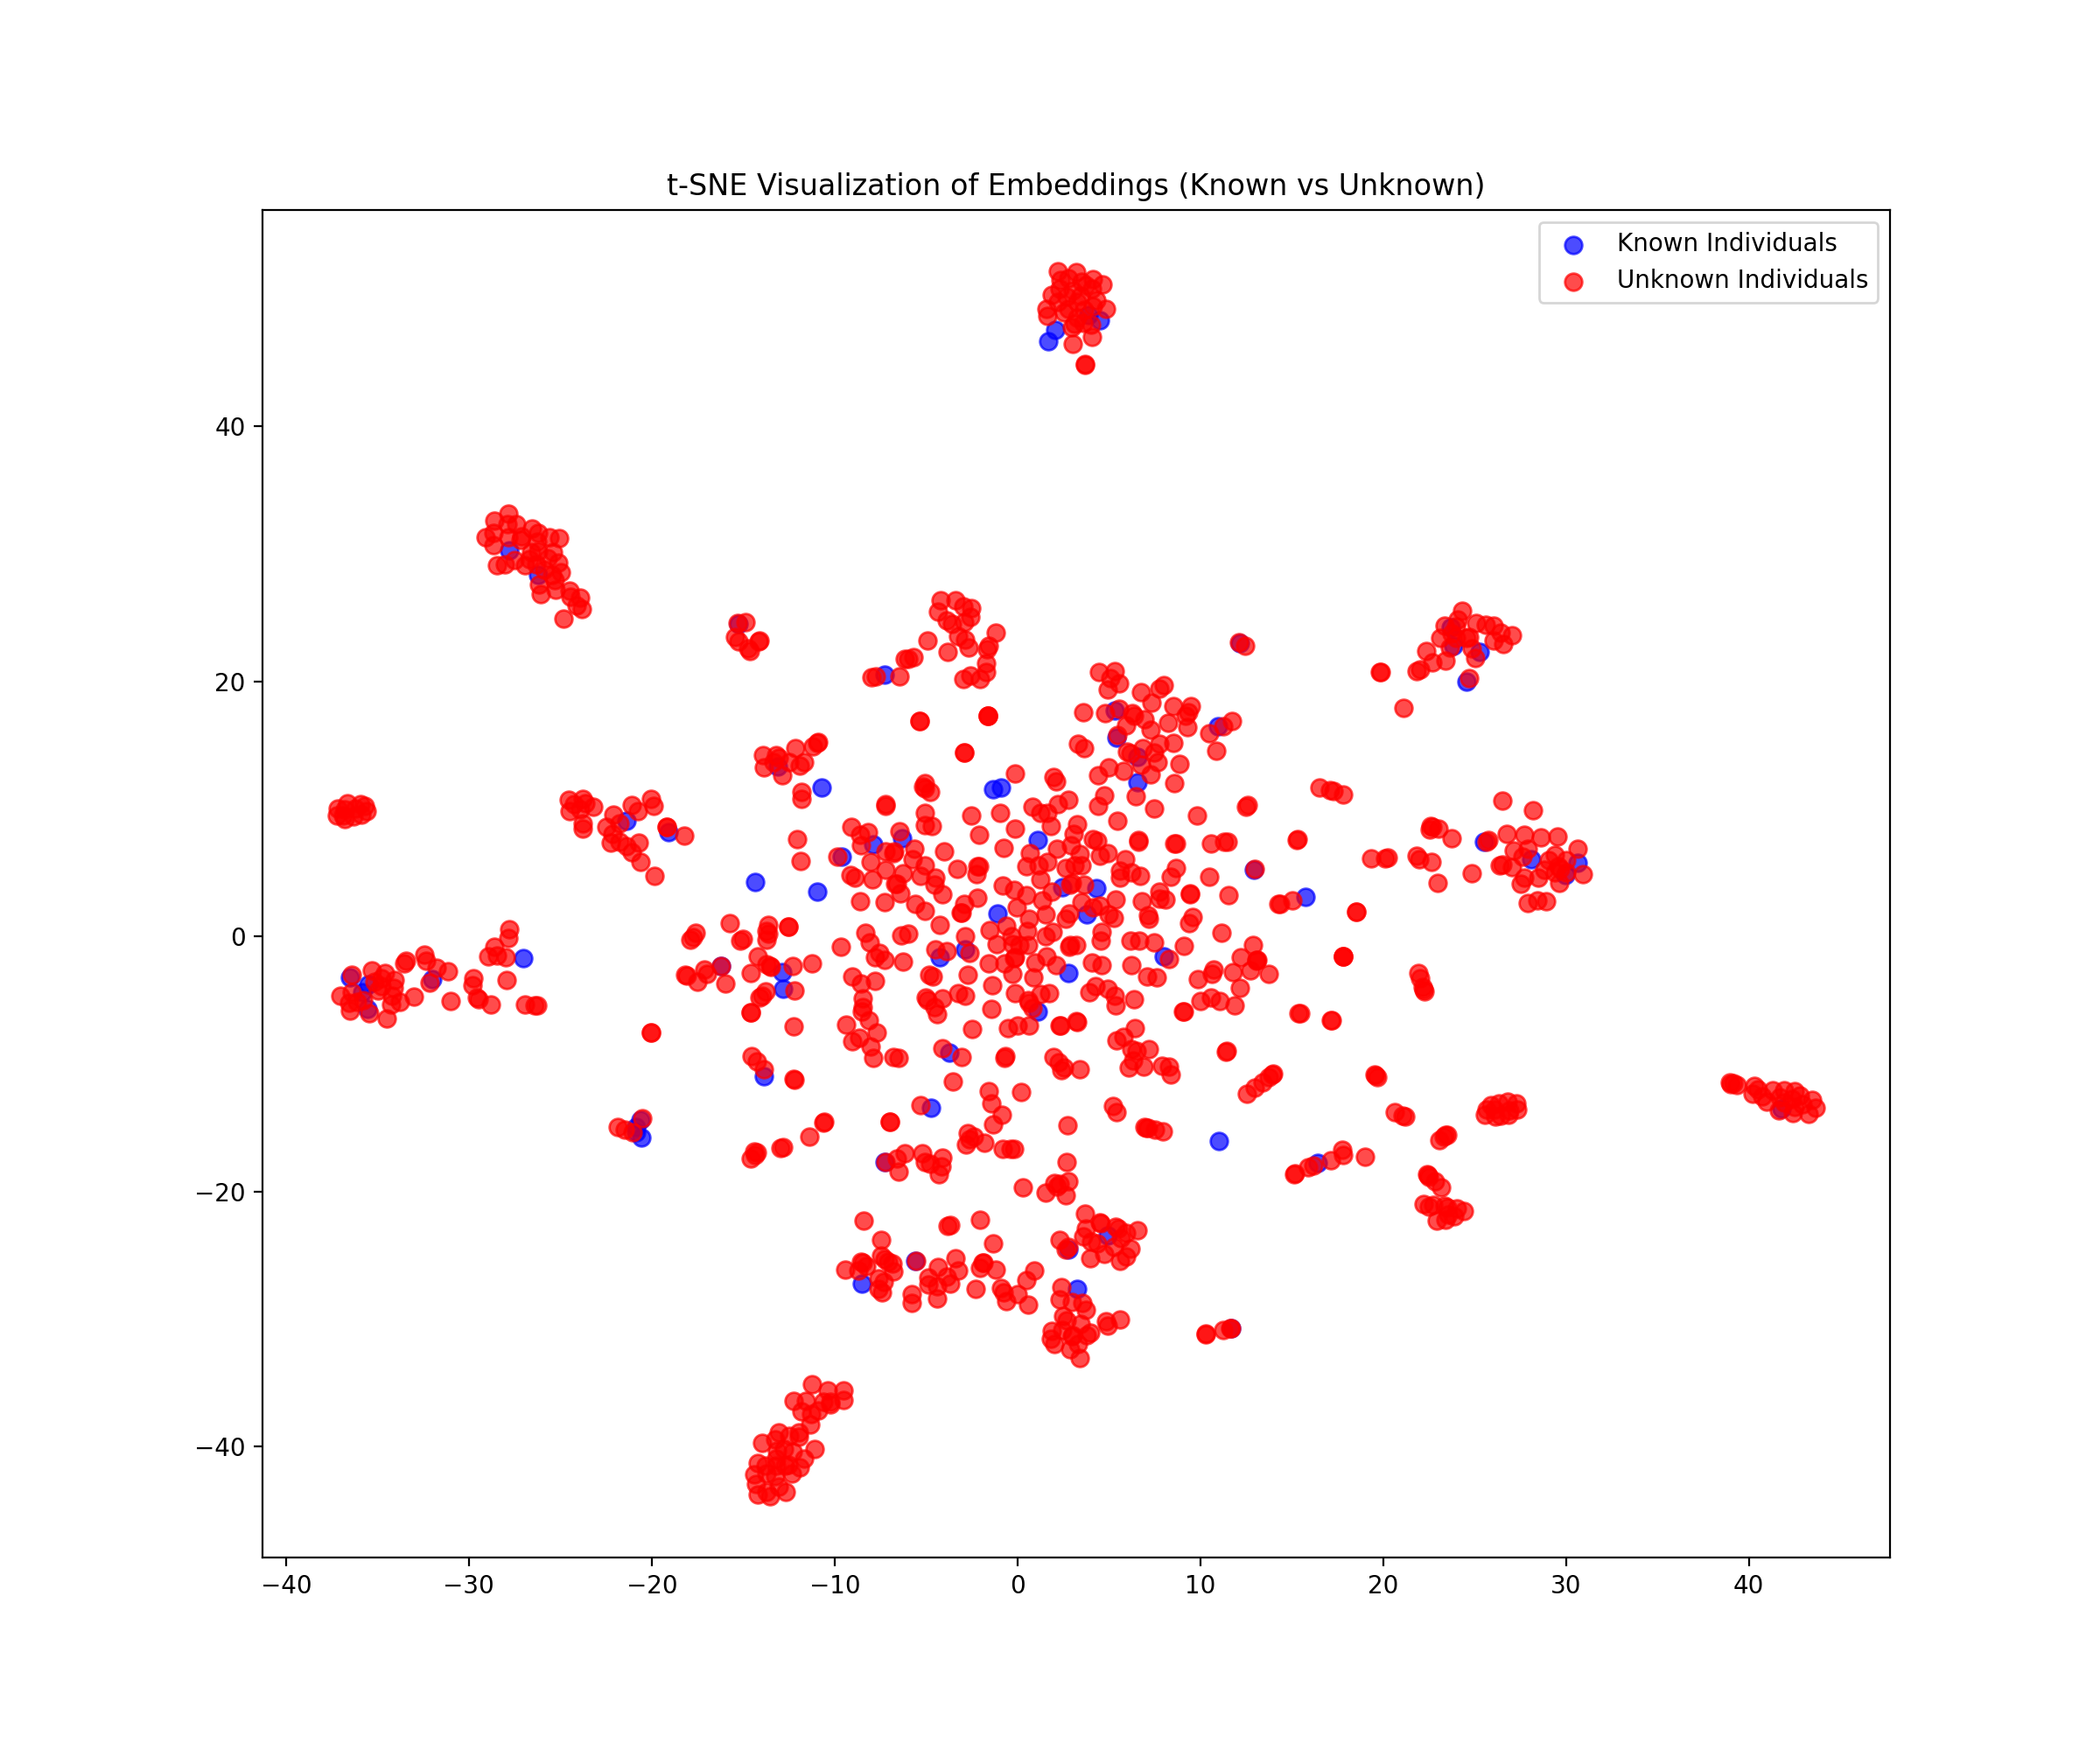 t-SNE Visualization of Embeddings (Known vs Unknown)
Known Individuals
Unknown Individuals
40
20
0
−20
−40
−40 −30 −20 −10 0 10 20 30 40